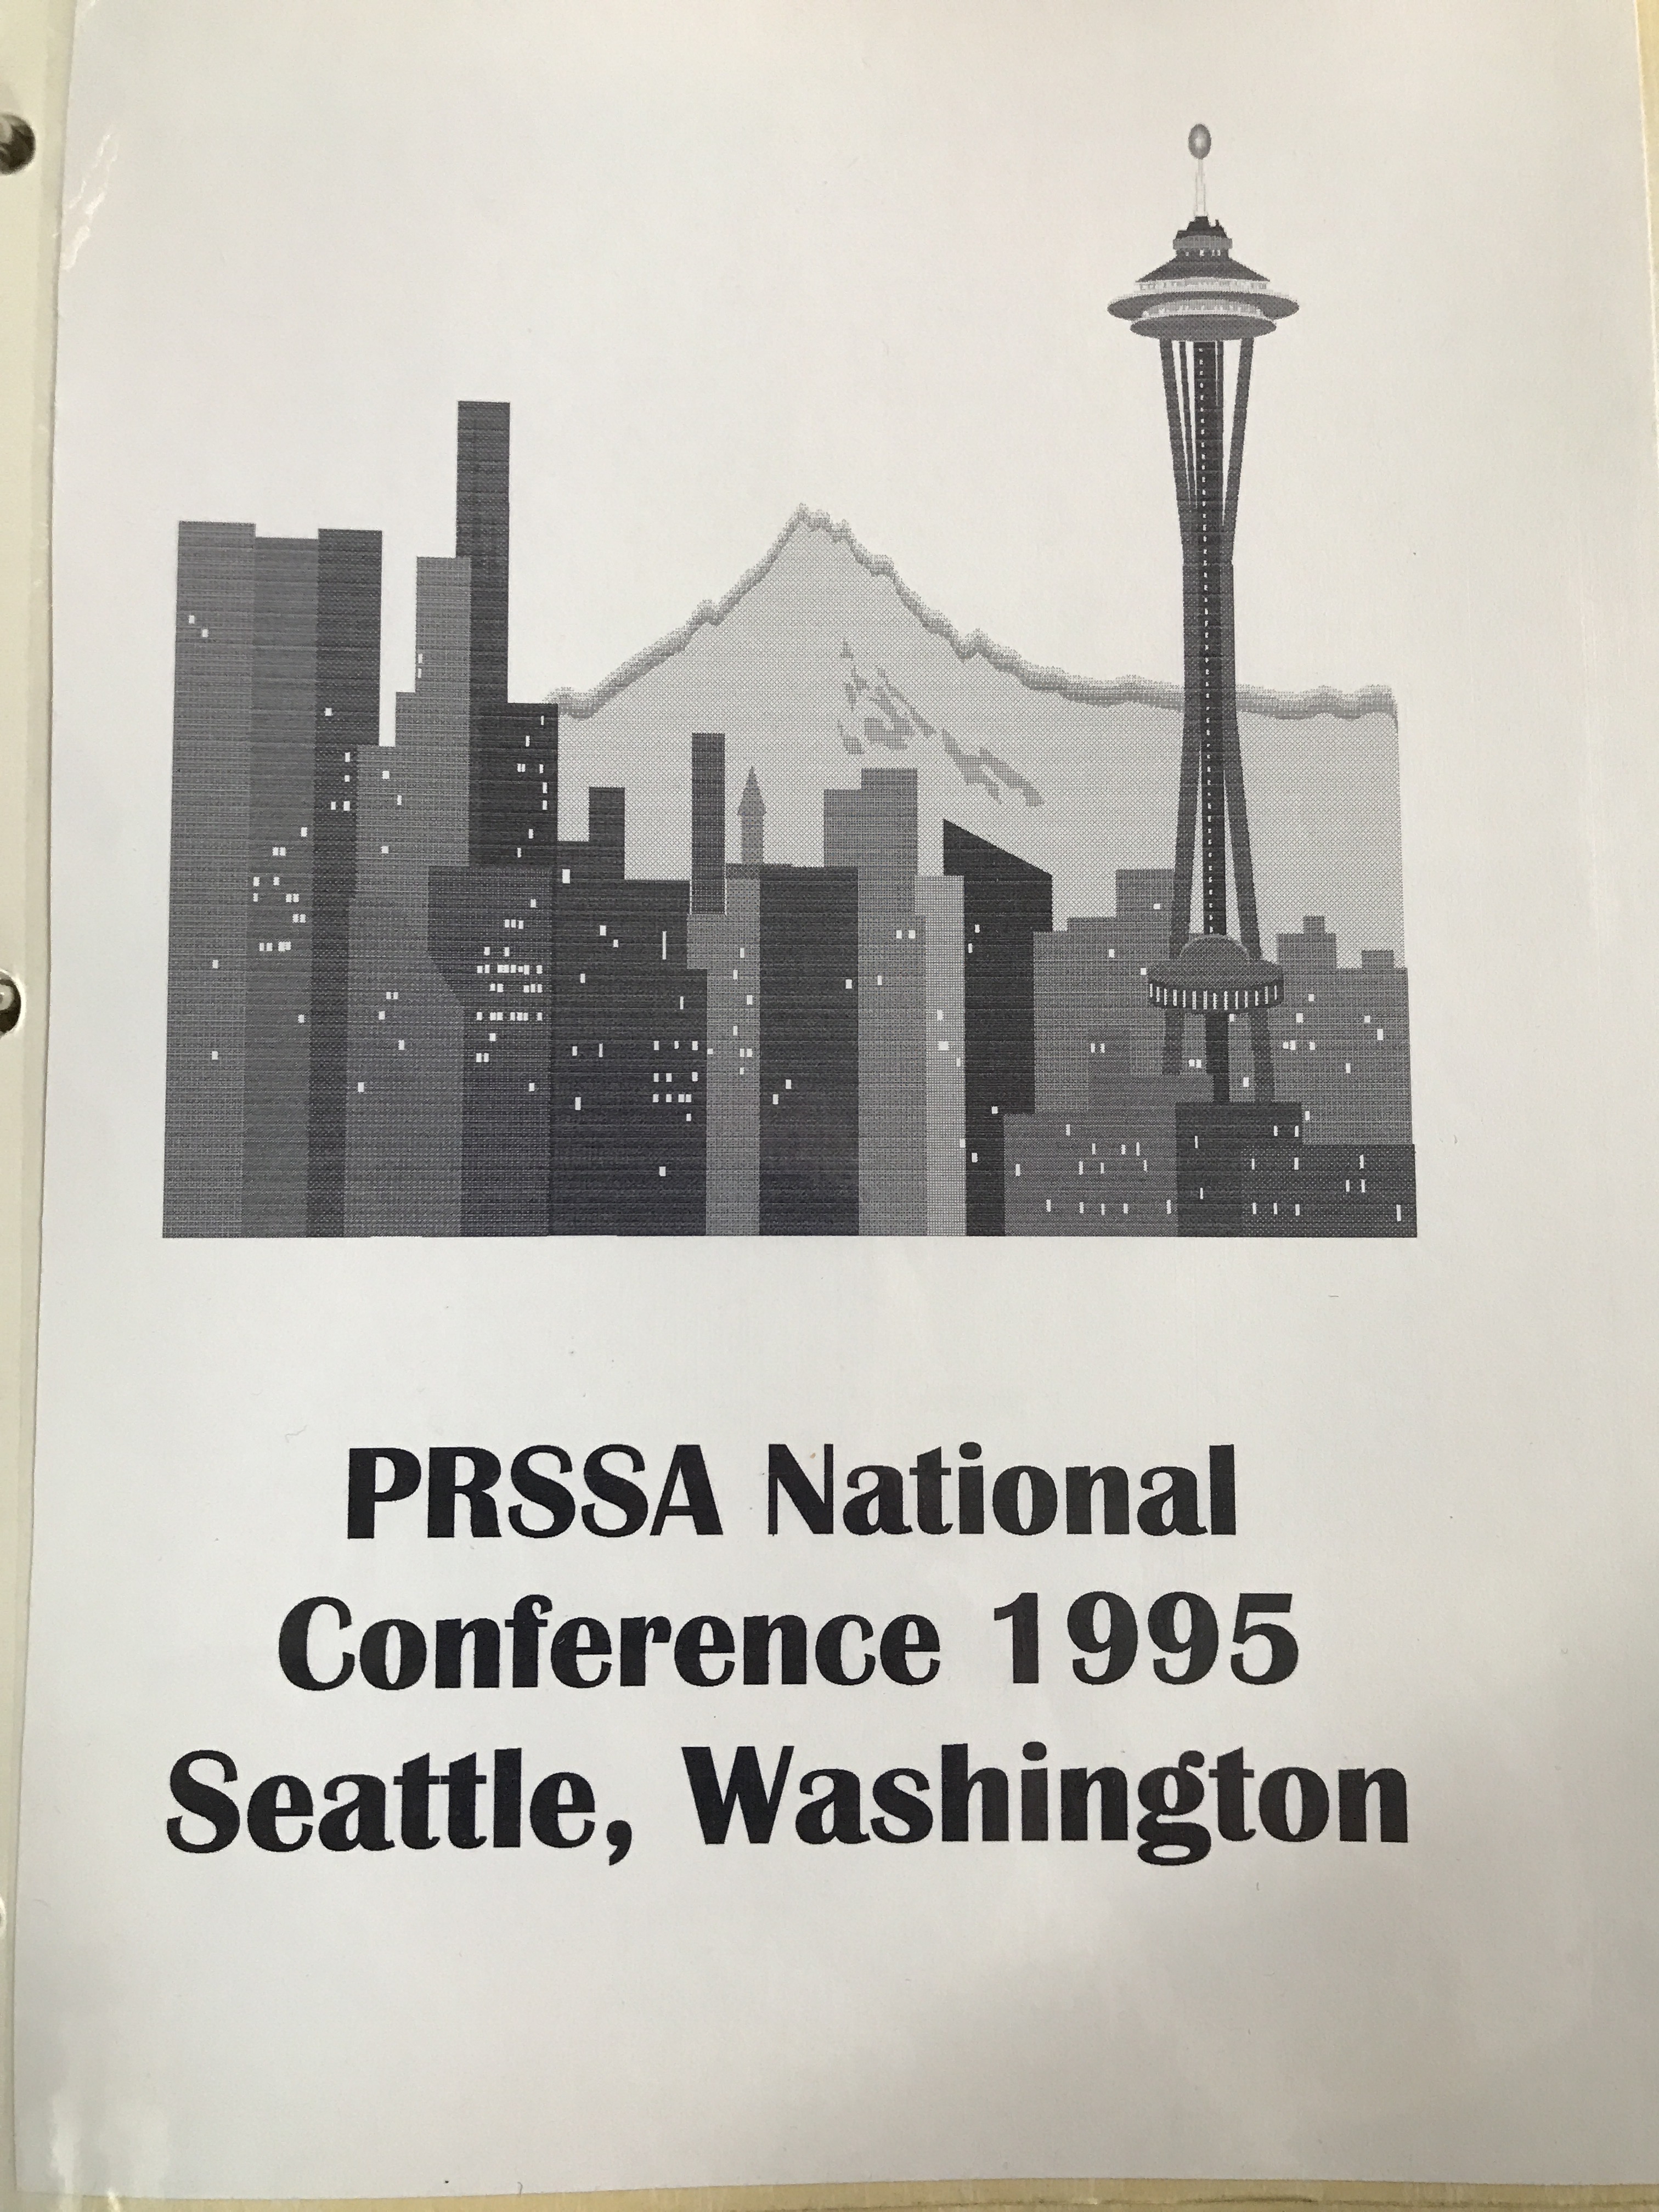 PRSSA National
Conference 1995
Seattle, Washington